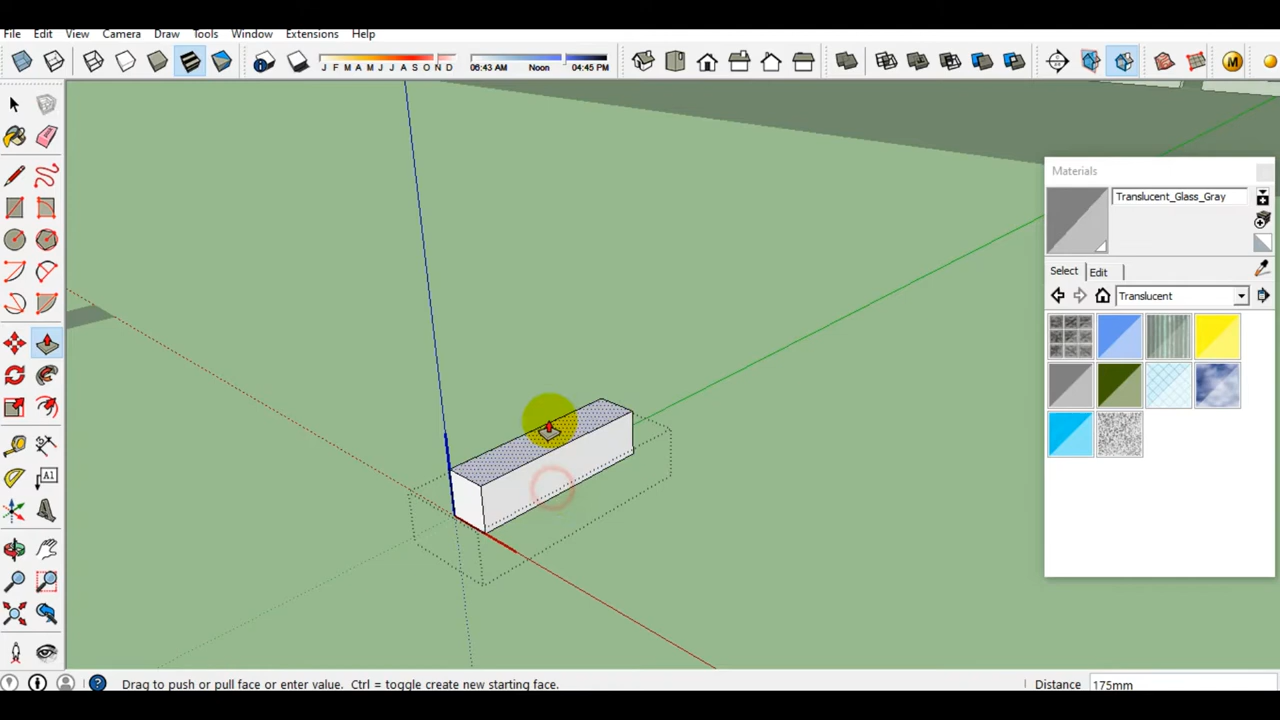 File Edit View Camera Draw Tools Window Extensions Help
J F M A M J J A S O N D
06:43 AM Noon 04:45 PM
M
Materials
Translucent_Glass_Gray
Select Edit
Translucent
A1
Drag to push or pull face or enter value. Ctrl = toggle create new starting face.
Distance 175mm